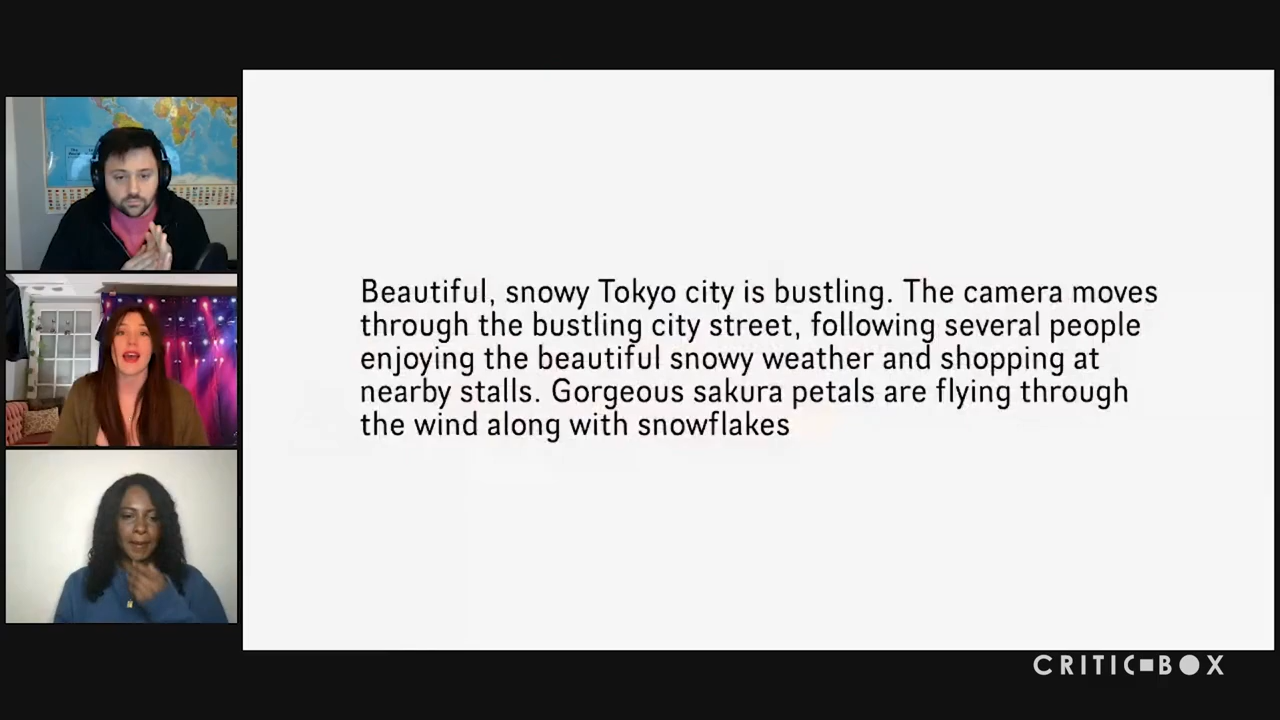 Beautiful, snowy Tokyo city is bustling. The camera moves
through the bustling city street, following several people
enjoying the beautiful snowy weather and shopping at
nearby stalls. Gorgeous sakura petals are flying through
the wind along with snowflakes
CRITIC BOX